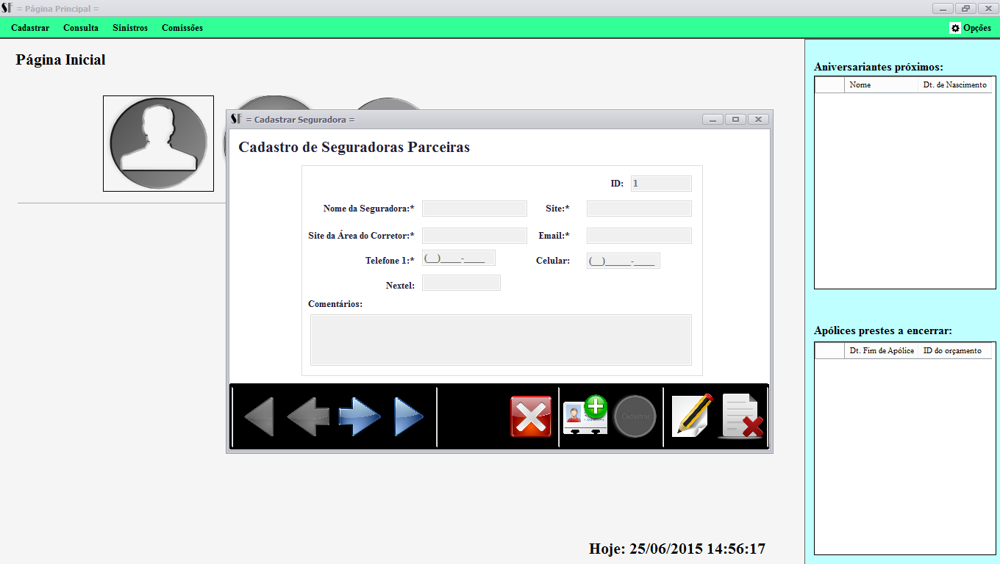 SF = Página Principal =
Cadastrar Consulta Sinistros Comissões Opções
Página Inicial
Aniversariantes próximos:
Nome Dt. de Nascimento
SF = Cadastrar Seguradora =
Cadastro de Seguradoras Parceiras
ID: 1
Nome da Seguradora:* Site:*
Site da Área do Corretor:* Email:*
Telefone 1:* (__)____-____ Celular: (__)_____-____
Nextel:
Comentários:
Cadastrar
Apólices prestes a encerrar:
Dt. Fim de Apólice ID do orçamento
Hoje: 25/06/2015 14:56:17